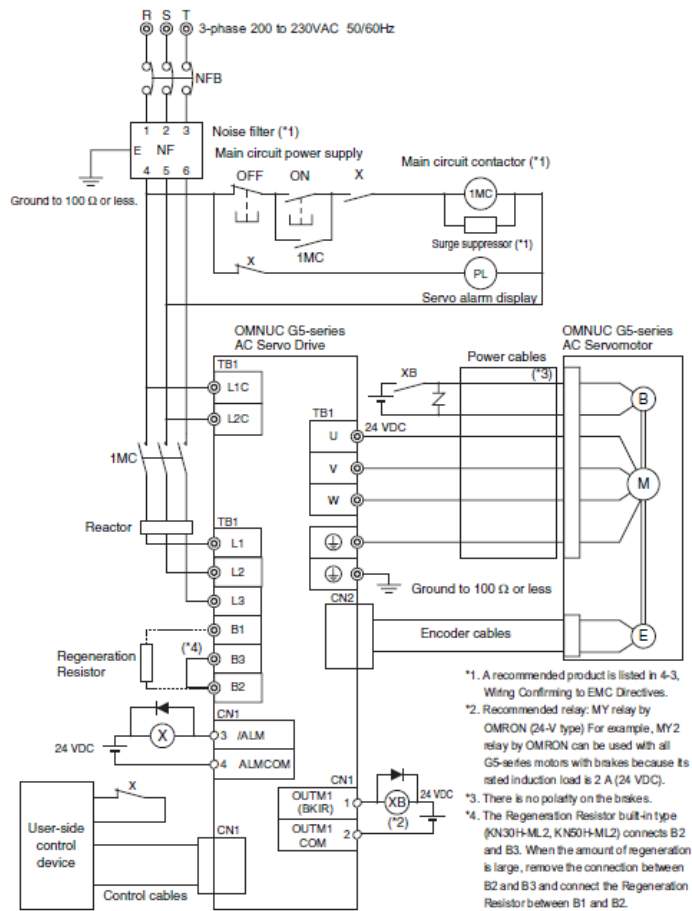 R S T
3-phase 200 to 230VAC 50/60Hz
NFB
1 2 3
Noise filter (*1)
E NF
4 5 6
Main circuit power supply
Main circuit contactor (*1)
OFF ON X
1MC
Ground to 100 Ω or less.
Surge suppressor (*1)
1MC
X
PL
Servo alarm display
OMNUC G5-series
AC Servo Drive
OMNUC G5-series
AC Servomotor
TB1
Power cables
XB
(*3)
L1C
B
TB1
L2C
U
24 VDC
1MC
V
M
W
Reactor
TB1
L1
L2
Ground to 100 Ω or less
L3
CN2
B1
Encoder cables
E
Regeneration
Resistor
(*4)
B3
B2
*1. A recommended product is listed in 4-3,
Wiring Confirming to EMC Directives.
*2. Recommended relay: MY relay by
OMRON (24-V type) For example, MY2
relay by OMRON can be used with all
G5-series motors with brakes because its
rated induction load is 2 A (24 VDC).
*3. There is no polarity on the brakes.
*4. The Regeneration Resistor built-in type
(KN30H-ML2, KN50H-ML2) connects B2
and B3. When the amount of regeneration
is large, remove the connection between
B2 and B3 and connect the Regeneration
Resistor between B1 and B2.
CN1
X
3 /ALM
24 VDC
4 ALMCOM
CN1
X
OUTM1
(BKIR)
1
XB
24 VDC
(*2)
OUTM1
COM
2
User-side
control
device
CN1
Control cables